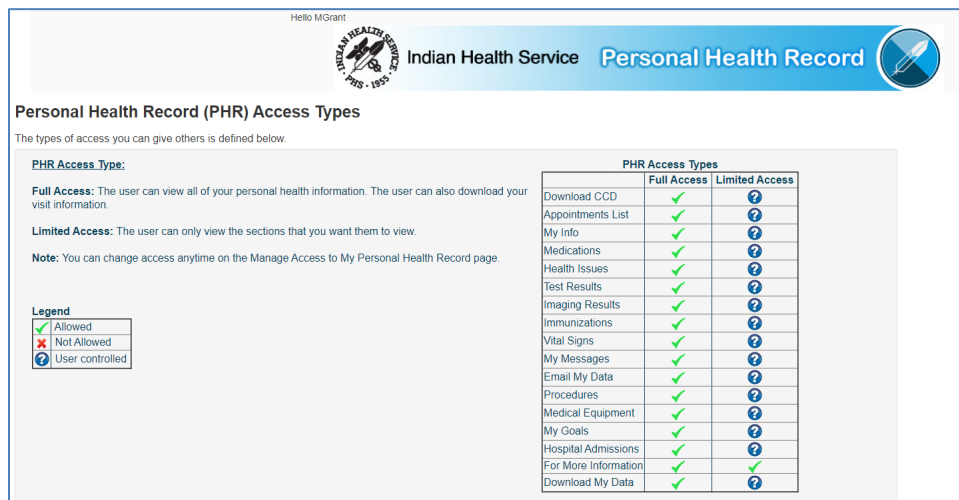 Hello MGrant
INDIAN HEALTH SERVICE
PHS - 1955
Indian Health Service
Personal Health Record
Personal Health Record (PHR) Access Types
The types of access you can give others is defined below.
PHR Access Type:
Full Access: The user can view all of your personal health information. The user can also download your
visit information.
Limited Access: The user can only view the sections that you want them to view.
Note: You can change access anytime on the Manage Access to My Personal Health Record page.
Legend
Allowed
Not Allowed
? User controlled
PHR Access Types
Full Access Limited Access
Download CCD ?
Appointments List ?
My Info ?
Medications ?
Health Issues ?
Test Results ?
Imaging Results ?
Immunizations ?
Vital Signs ?
My Messages ?
Email My Data ?
Procedures ?
Medical Equipment ?
My Goals ?
Hospital Admissions ?
For More Information
Download My Data ?